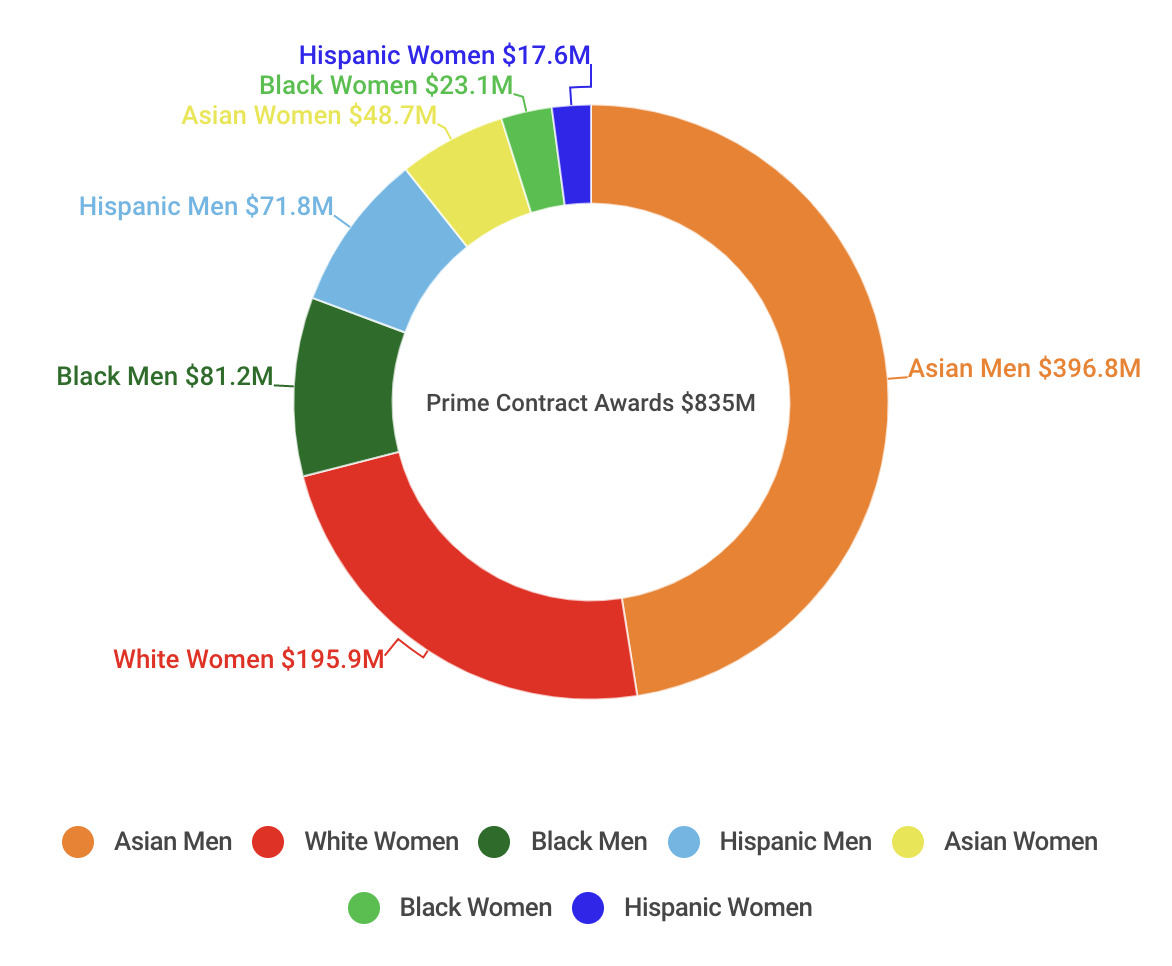 Hispanic Women $17.6M
Black Women $23.1M
Asian Women $48.7M
Hispanic Men $71.8M
Asian Men $396.8M
Black Men $81.2M
Prime Contract Awards $835M
White Women $195.9M
Asian Men White Women Black Men Hispanic Men Asian Women
Black Women Hispanic Women